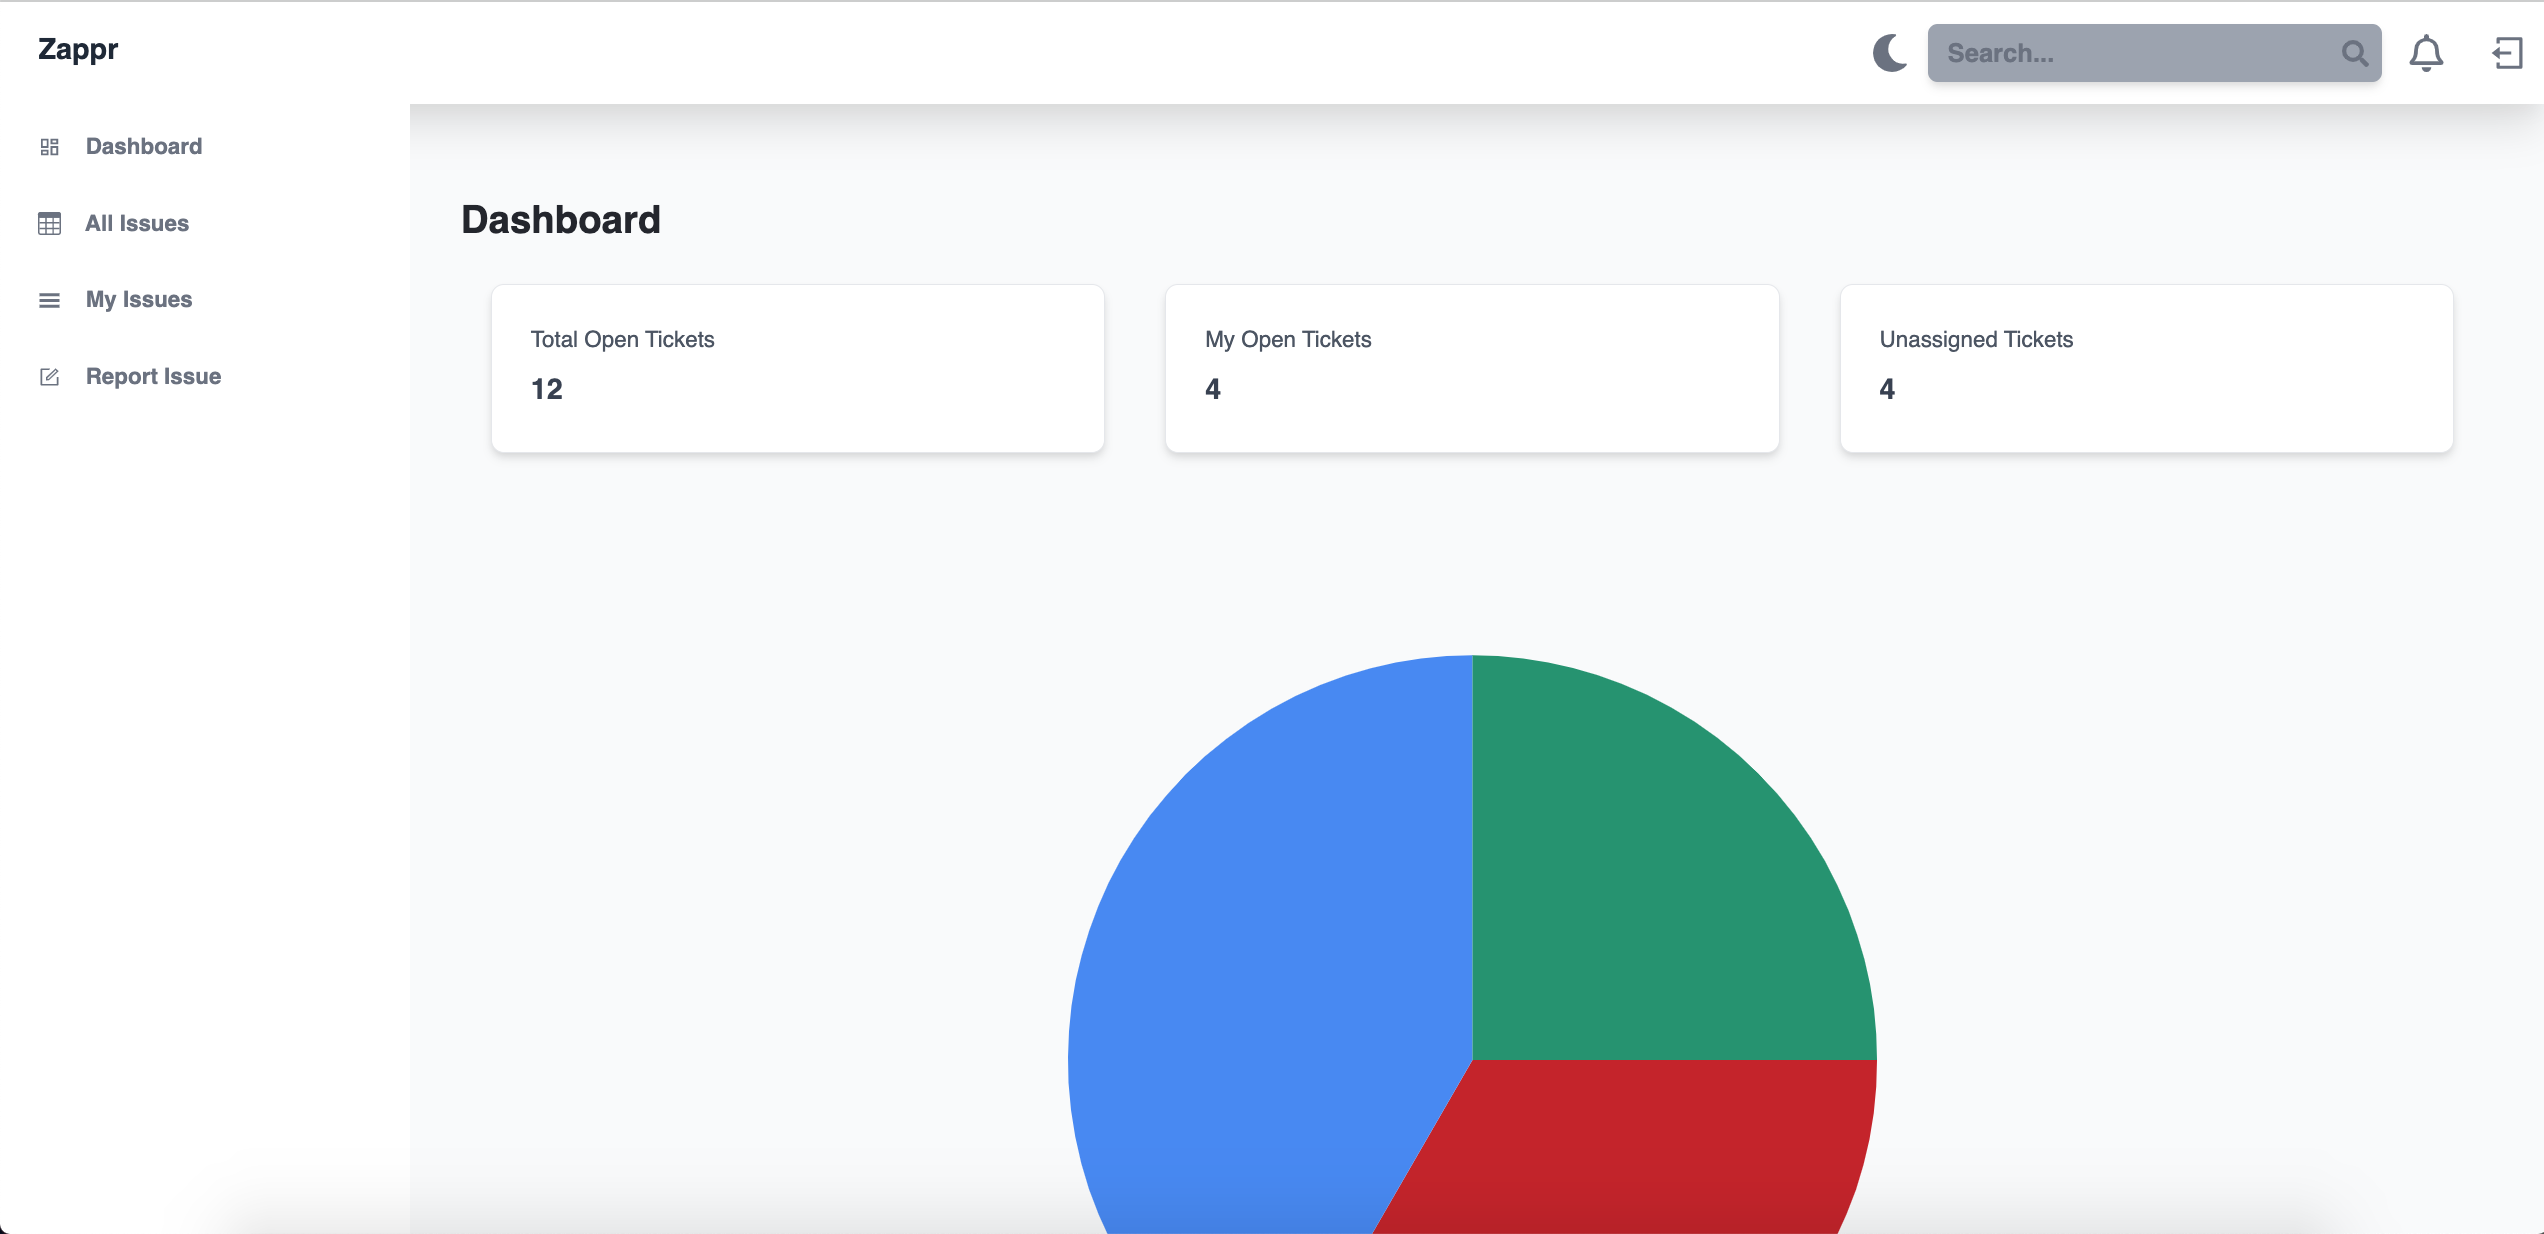 Zappr
Search...
Dashboard
All Issues
My Issues
Report Issue
Dashboard
Total Open Tickets
12
My Open Tickets
4
Unassigned Tickets
4